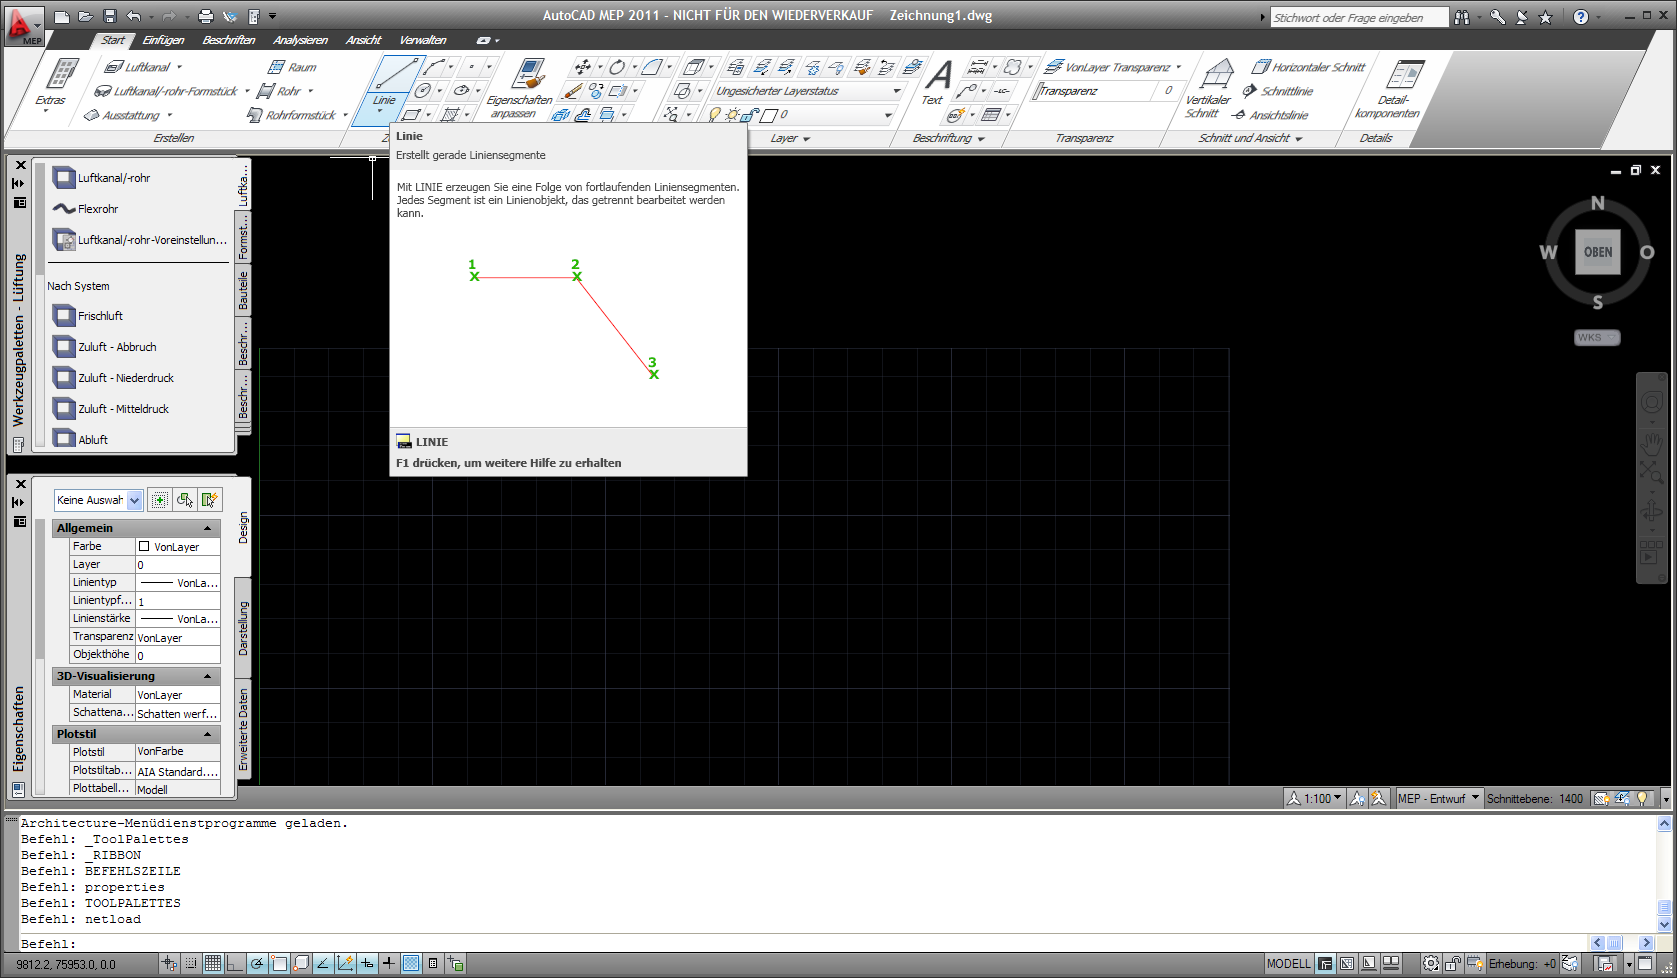 AutoCAD MEP 2011 - NICHT FÜR DEN WIEDERVERKAUF Zeichnung1.dwg
Stichwort oder Frage eingeben
MEP
Start Einfügen Beschriften Analysieren Ansicht Verwalten
Extras
Luftkanal
Luftkanal/-rohr-Formstück
Ausstattung
Raum
Rohr
Rohrformstück
Erstellen
Linie
Eigenschaften
anpassen
Ungesicherter Layerstatus
0
Layer
Text
Beschriftung
VonLayer Transparenz
Transparenz 0
Transparenz
Vertikaler
Schnitt
Horizontaler Schnitt
Schnittlinie
Ansichtslinie
Schnitt und Ansicht
Detail-
komponenten
Details
Linie
Erstellt gerade Liniensegmente
Mit LINIE erzeugen Sie eine Folge von fortlaufenden Liniensegmenten.
Jedes Segment ist ein Linienobjekt, das getrennt bearbeitet werden
kann.
1
2
3
LINIE
F1 drücken, um weitere Hilfe zu erhalten
Werkzeugpaletten - Lüftung
Luftkanal/-rohr
Flexrohr
Luftkanal/-rohr-Voreinstellun...
Nach System
Frischluft
Zuluft - Abbruch
Zuluft - Niederdruck
Zuluft - Mitteldruck
Abluft
Luftka...
Formst...
Bauteile
Beschr...
Beschr...
N
W OBEN O
S
WKS
Eigenschaften
Keine Auswah
Allgemein
Farbe VonLayer
Layer 0
Linientyp VonLa...
Linientypf... 1
Linienstärke VonLa...
Transparenz VonLayer
Objekthöhe 0
3D-Visualisierung
Material VonLayer
Schattena... Schatten werf...
Plotstil
Plotstil VonFarbe
Plotstiltab... AIA Standard....
Plottabell... Modell
Design
Darstellung
Erweiterte Daten
1:100 MEP - Entwurf Schnittebene: 1400
Architecture-Menüdienstprogramme geladen.
Befehl: _ToolPalettes
Befehl: _RIBBON
Befehl: BEFEHLSZEILE
Befehl: properties
Befehl: TOOLPALETTES
Befehl: netload
Befehl:
9812.2, 75953.0, 0.0
MODELL Erhebung: +0